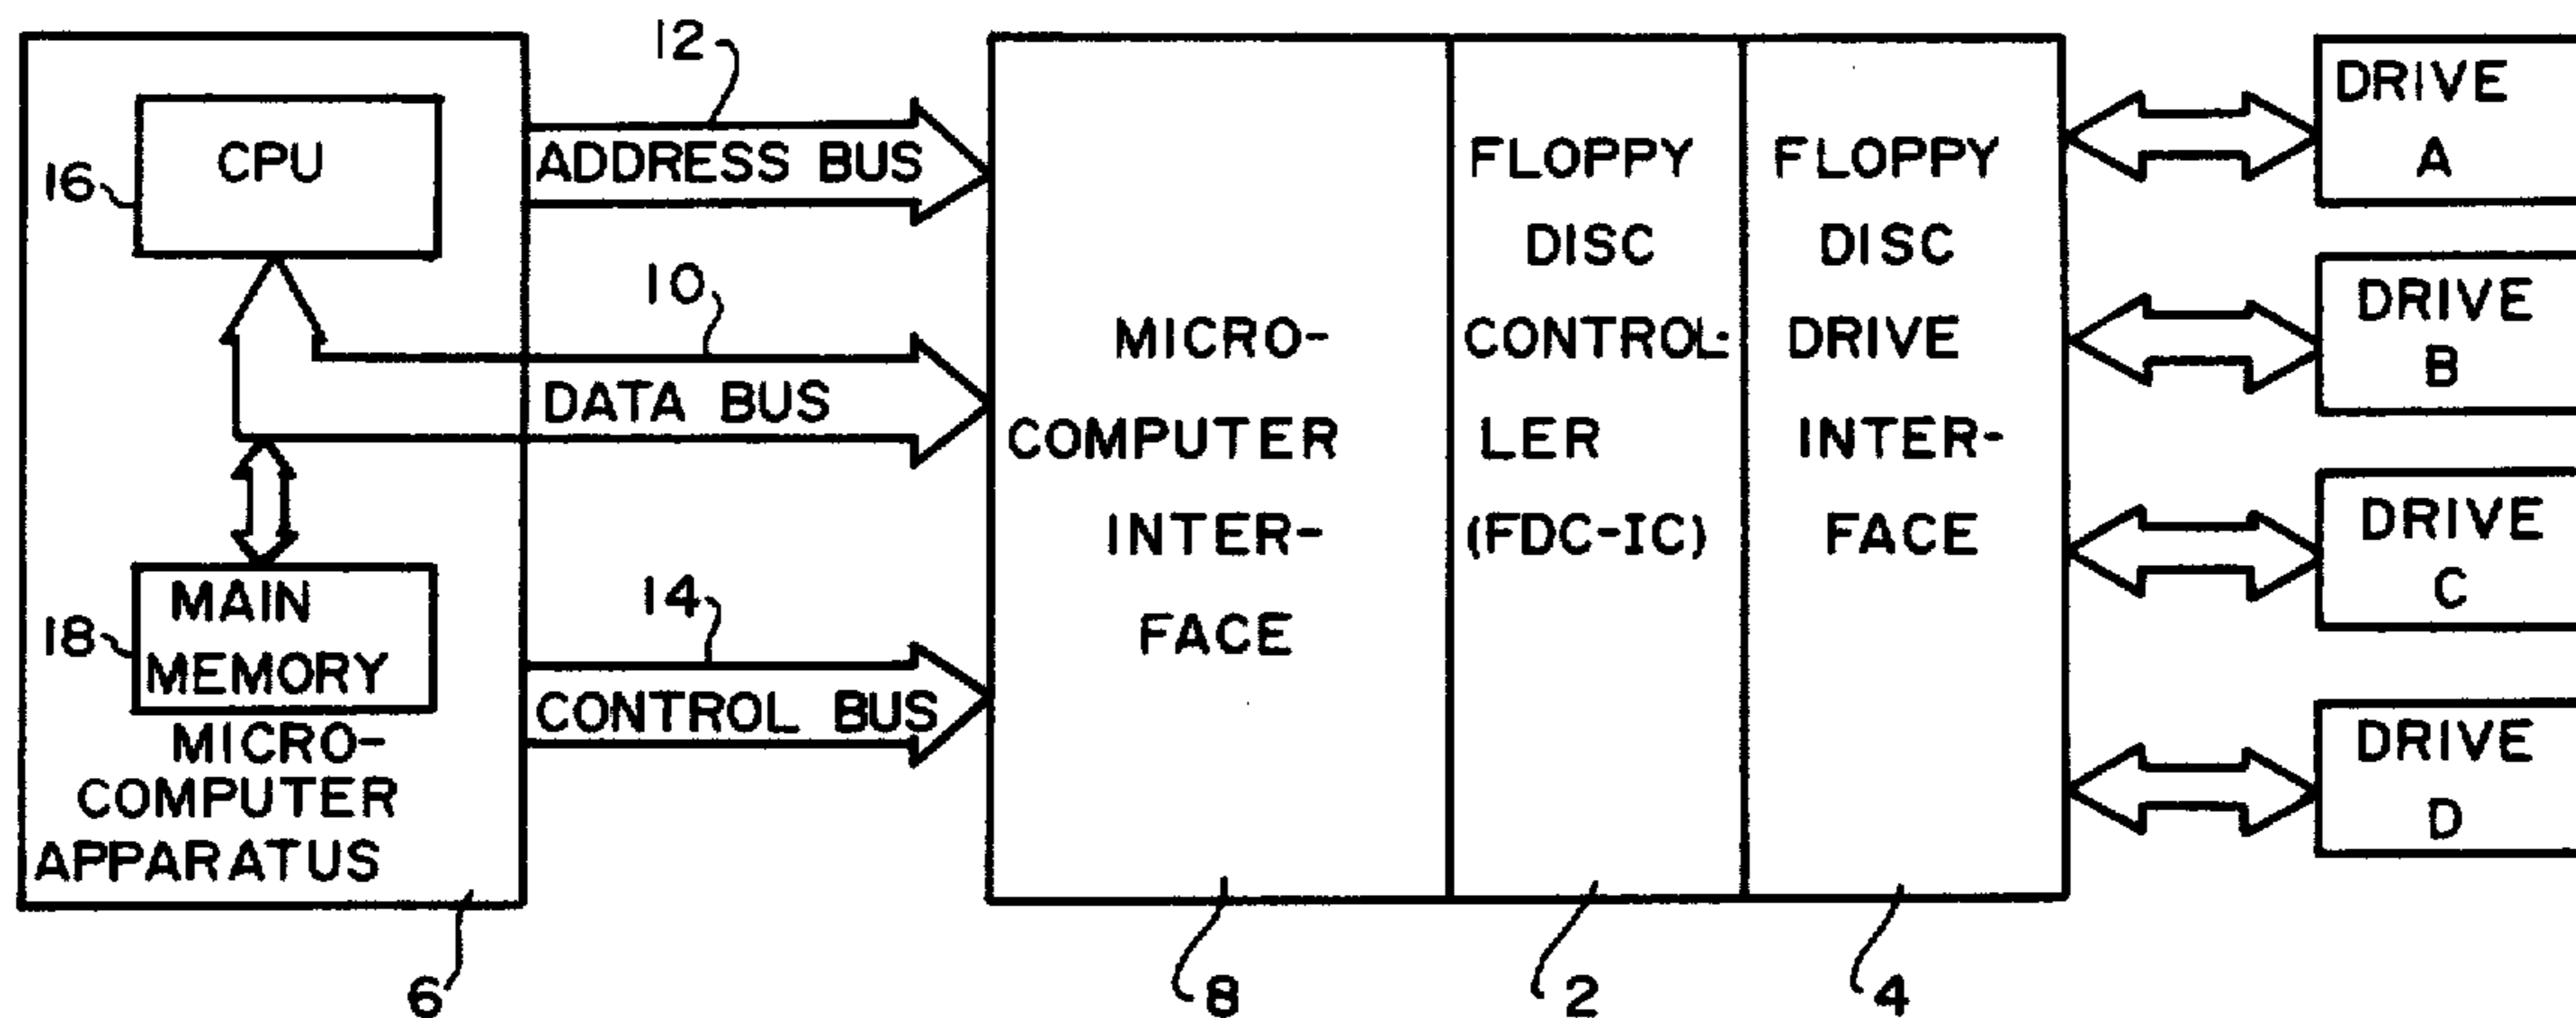 12
CPU
16
ADDRESS BUS
10
DATA BUS
MAIN
MEMORY
18
14
CONTROL BUS
MICRO-
COMPUTER
APPARATUS
6
MICRO-
COMPUTER
INTER-
FACE
8
FLOPPY
DISC
CONTROL-
LER
(FDC-IC)
2
FLOPPY
DISC
DRIVE
INTER-
FACE
4
DRIVE
A
DRIVE
B
DRIVE
C
DRIVE
D